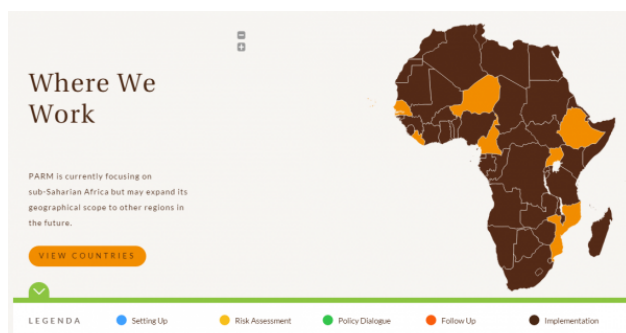 Where We
Work
PARM is currently focusing on
sub-Saharan Africa but may expand its
geographical scope to other regions in
the future.
VIEW COUNTRIES
LEGENDA
Setting Up
Risk Assessment
Policy Dialogue
Follow Up
Implementation